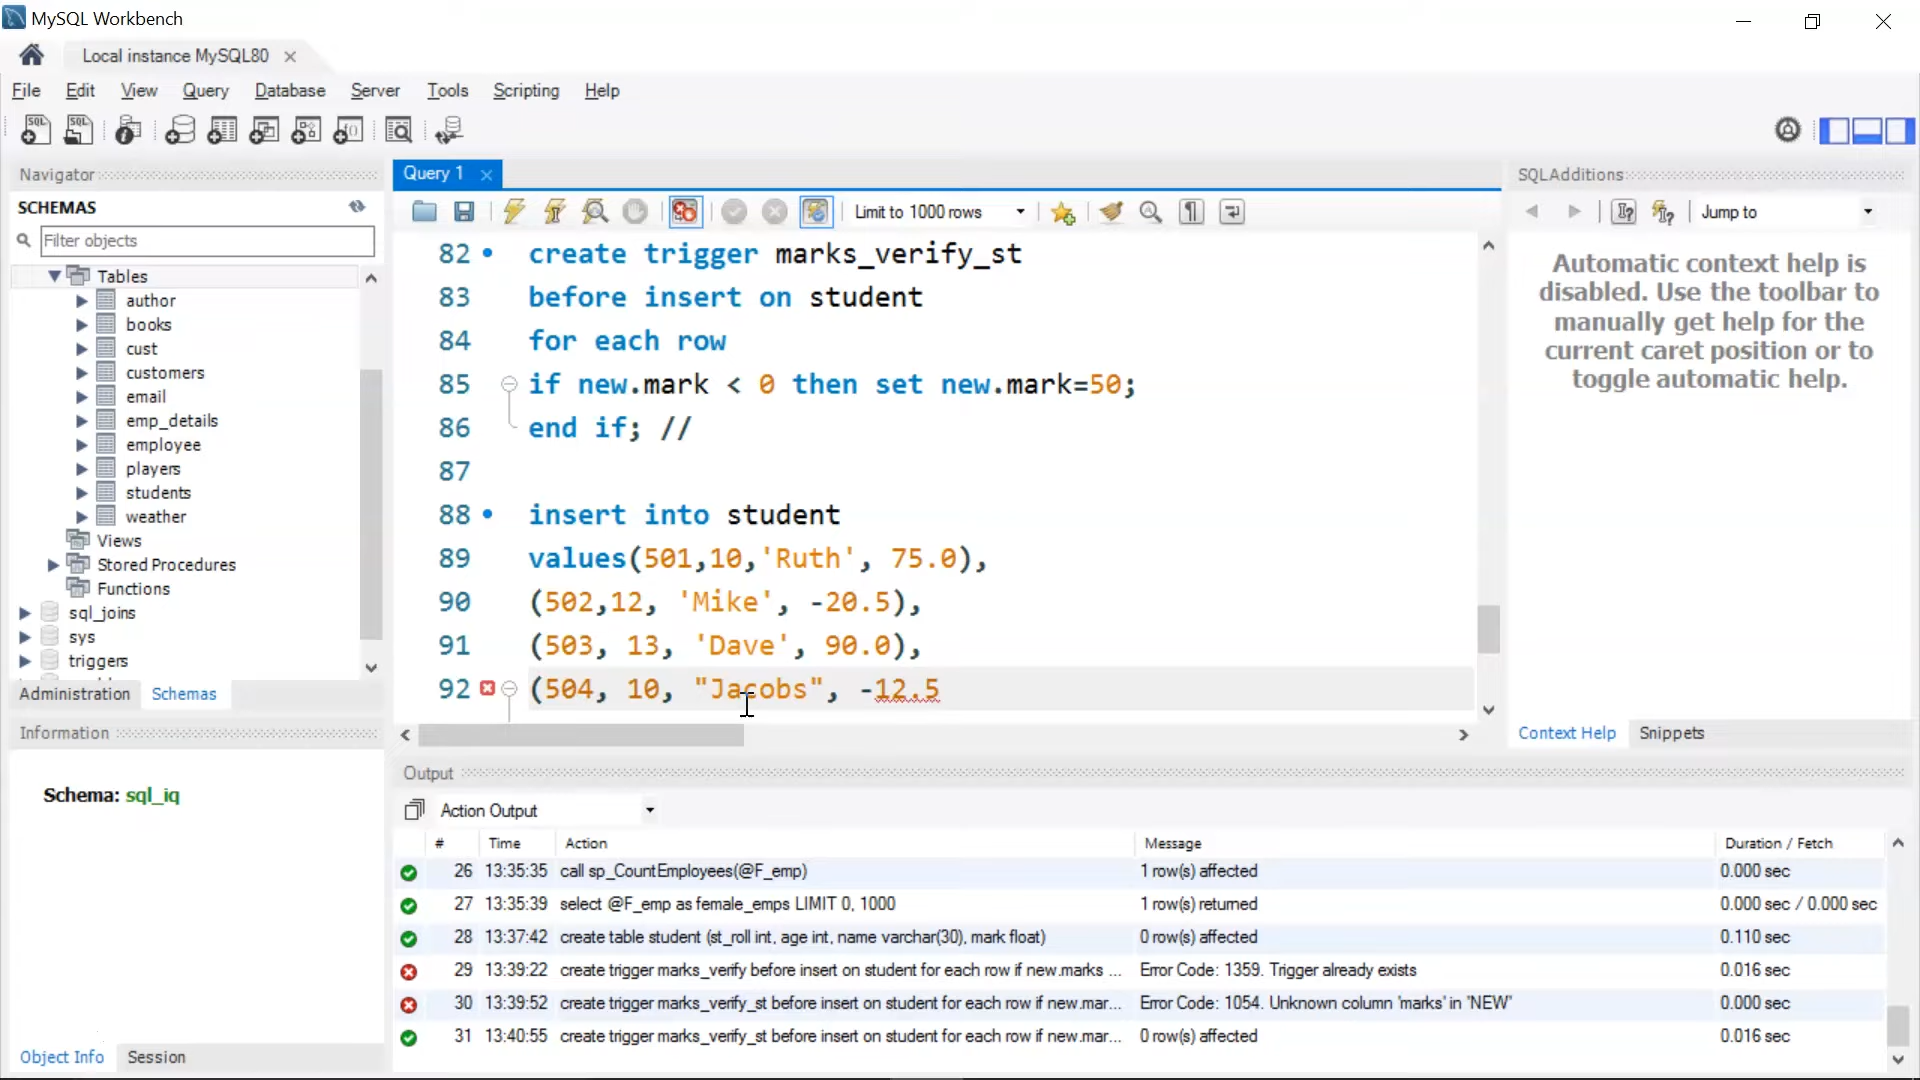 MySQL Workbench
Local instance MySQL80
File Edit View Query Database Server Tools Scripting Help
Navigator
SCHEMAS
Filter objects
Tables
author
books
cust
customers
email
emp_details
employee
players
students
weather
Views
Stored Procedures
Functions
sql_joins
sys
triggers
Administration Schemas
Information
Schema: sql_iq
Object Info Session
Query 1
Limit to 1000 rows
82 create trigger marks_verify_st
83 before insert on student
84 for each row
85 if new.mark < 0 then set new.mark=50;
86 end if; //
87
88 insert into student
89 values(501,10,'Ruth', 75.0),
90 (502,12, 'Mike', -20.5),
91 (503, 13, 'Dave', 90.0),
92 (504, 10, "Jacobs", -12.5
SQLAdditions
Jump to
Automatic context help is
disabled. Use the toolbar to
manually get help for the
current caret position or to
toggle automatic help.
Context Help Snippets
Output
Action Output
# Time Action Message Duration / Fetch
26 13:35:35 call sp_CountEmployees(@F_emp) 1 row(s) affected 0.000 sec
27 13:35:39 select @F_emp as female_emps LIMIT 0, 1000 1 row(s) returned 0.000 sec / 0.000 sec
28 13:37:42 create table student (st_roll int, age int, name varchar(30), mark float) 0 row(s) affected 0.110 sec
29 13:39:22 create trigger marks_verify before insert on student for each row if new.marks ... Error Code: 1359. Trigger already exists 0.016 sec
30 13:39:52 create trigger marks_verify_st before insert on student for each row if new.mar... Error Code: 1054. Unknown column 'marks' in 'NEW' 0.000 sec
31 13:40:55 create trigger marks_verify_st before insert on student for each row if new.mar... 0 row(s) affected 0.016 sec